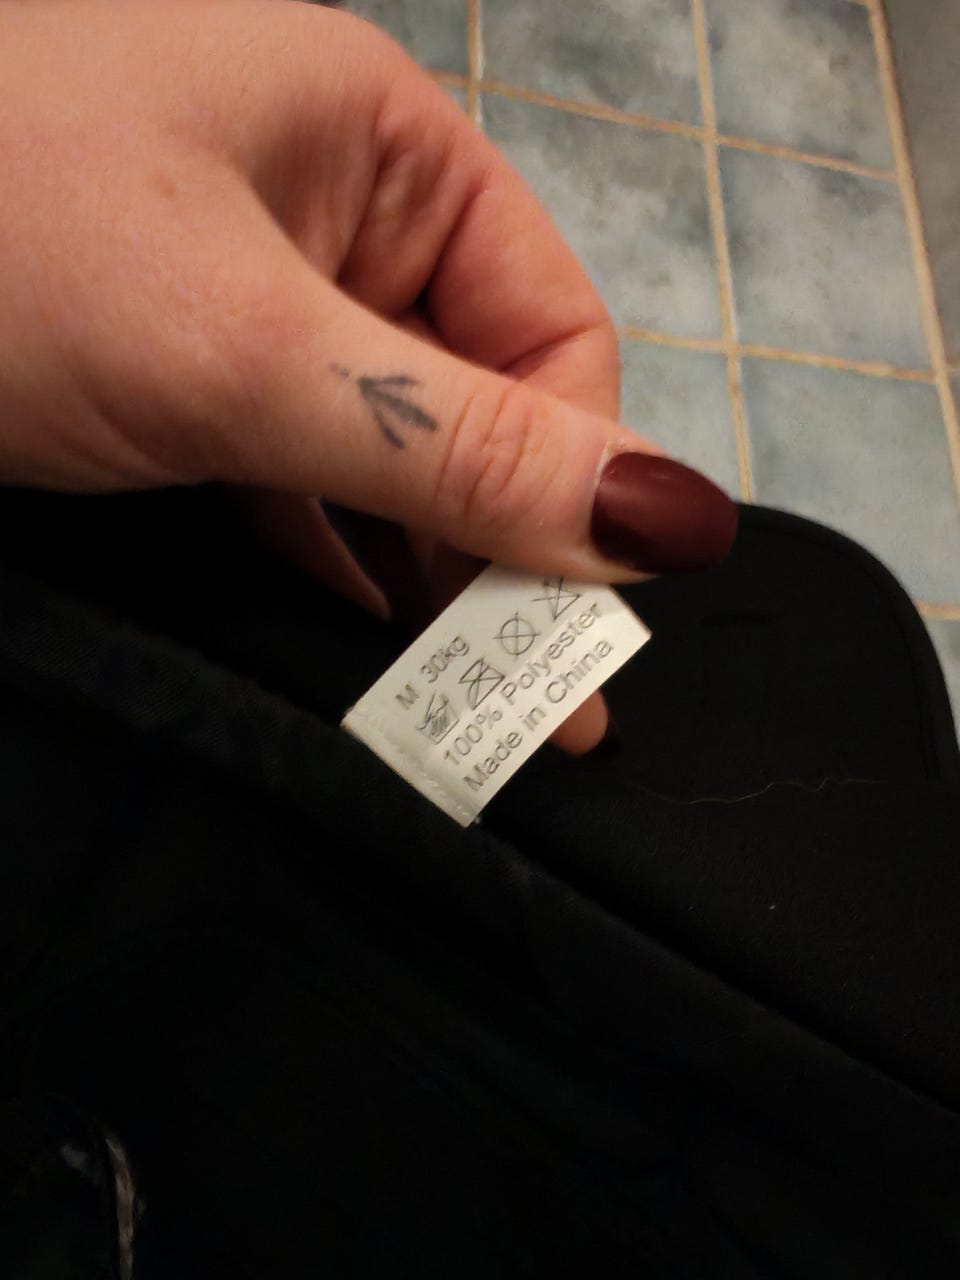 M 30kg
100% Polyester
Made in China